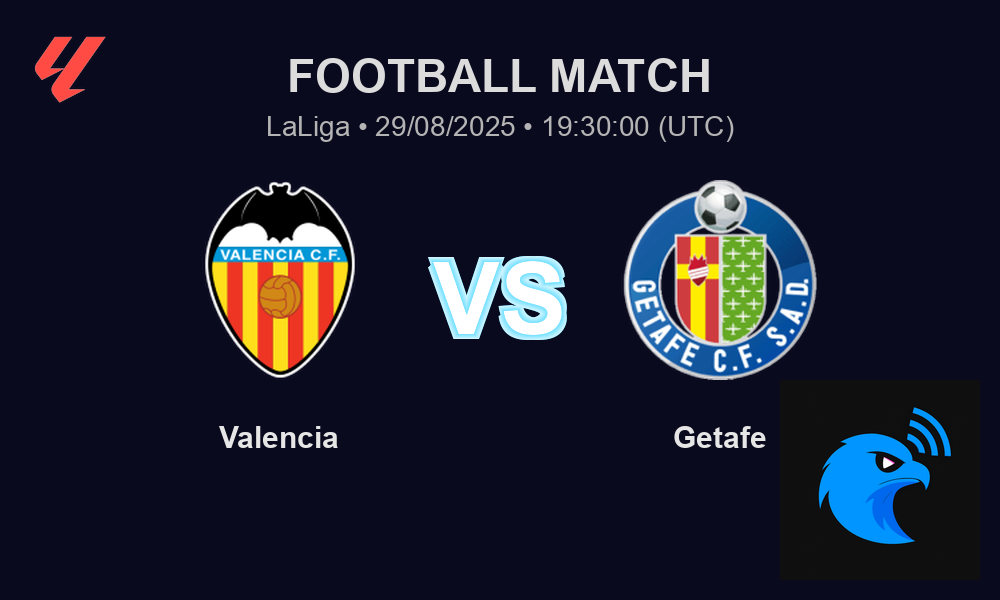 FOOTBALL MATCH
LaLiga • 29/08/2025 • 19:30:00 (UTC)
VALENCIA C.F.
VS
GETAFE C.F. S.A.D.
Valencia
Getafe